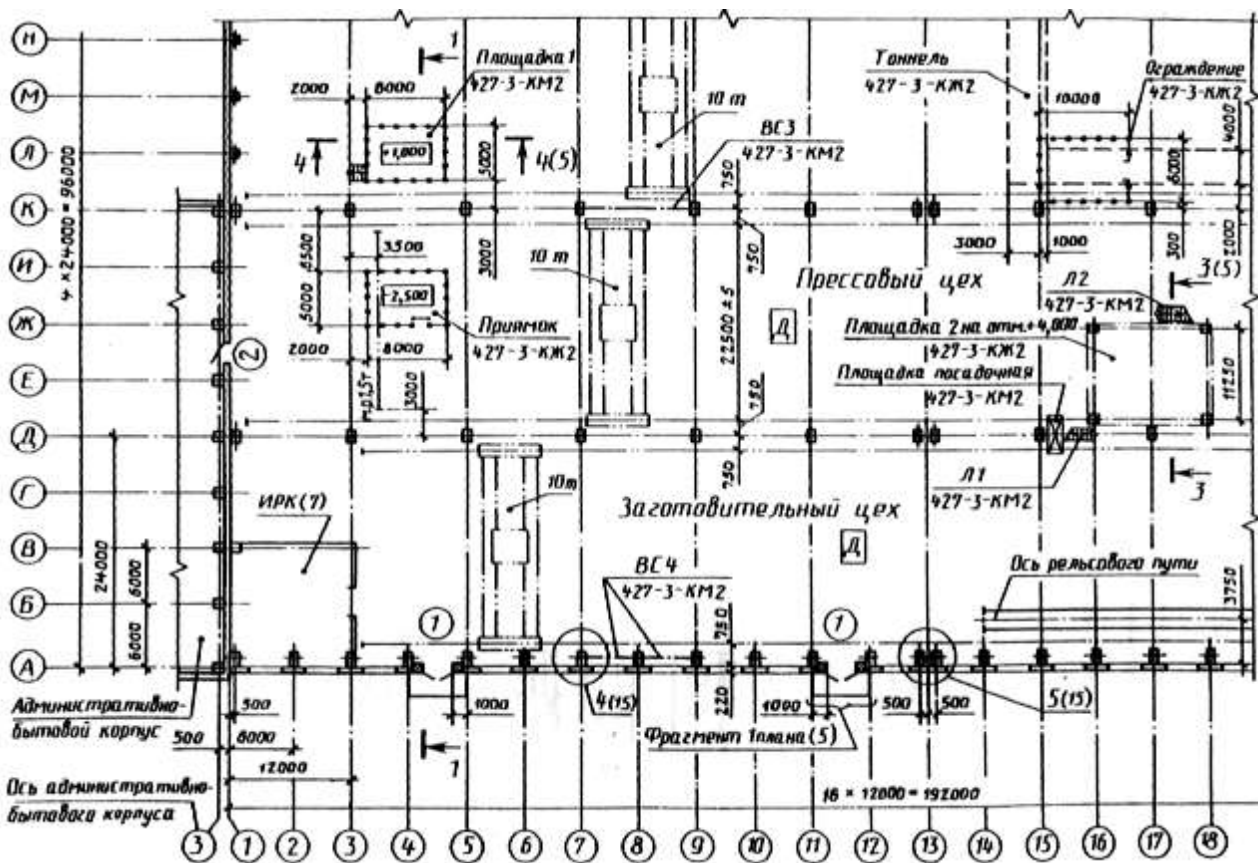 Н
М
Л
К
И
Ж
Е
Д
Г
В
Б
А
4 × 24000 = 96000
24000
6000
6000
1
Площадка 1
427-3-КМ2
2000
6000
+1,800
5000
4
4(5)
10 т
ВС3
427-3-КМ2
750
750
Тоннель
427-3-КЖ2
Ограждение
427-3-КЖ2
10000
4000
6000
2000
300
3000
1000
6500
5000
3500
3000
-2,500
Приямок
427-3-КЖ2
2000
8000
3000
2
10 т
22500 ± 5
Прессовый цех
Д
3(5)
Л2
427-3-КМ2
Площадка 2 на отм.+4,000
427-3-КЖ2
Площадка посадочная
427-3-КМ2
11250
750
750
Л1
427-3-КМ2
3
ИРК(7)
10т
Заготовительный цех
Д
ВС4
427-3-КМ2
Ось рельсового пути
3750
1
1
750
220
1000
4(15)
1000
500
500
5(15)
Фрагмент 1 плана(5)
Административно-
бытовой корпус
500
500
6000
12000
1
Ось административно-
бытового корпуса
16 × 12000 = 192000
3
1
2
3
4
5
6
7
8
9
10
11
12
13
14
15
16
17
18